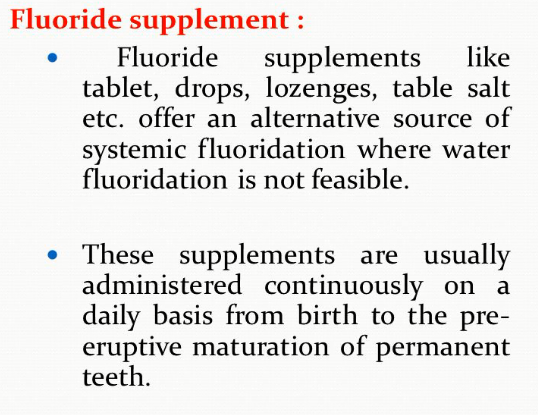 Fluoride supplement :
• Fluoride supplements like
tablet, drops, lozenges, table salt
etc. offer an alternative source of
systemic fluoridation where water
fluoridation is not feasible.
• These supplements are usually
administered continuously on a
daily basis from birth to the pre-
eruptive maturation of permanent
teeth.